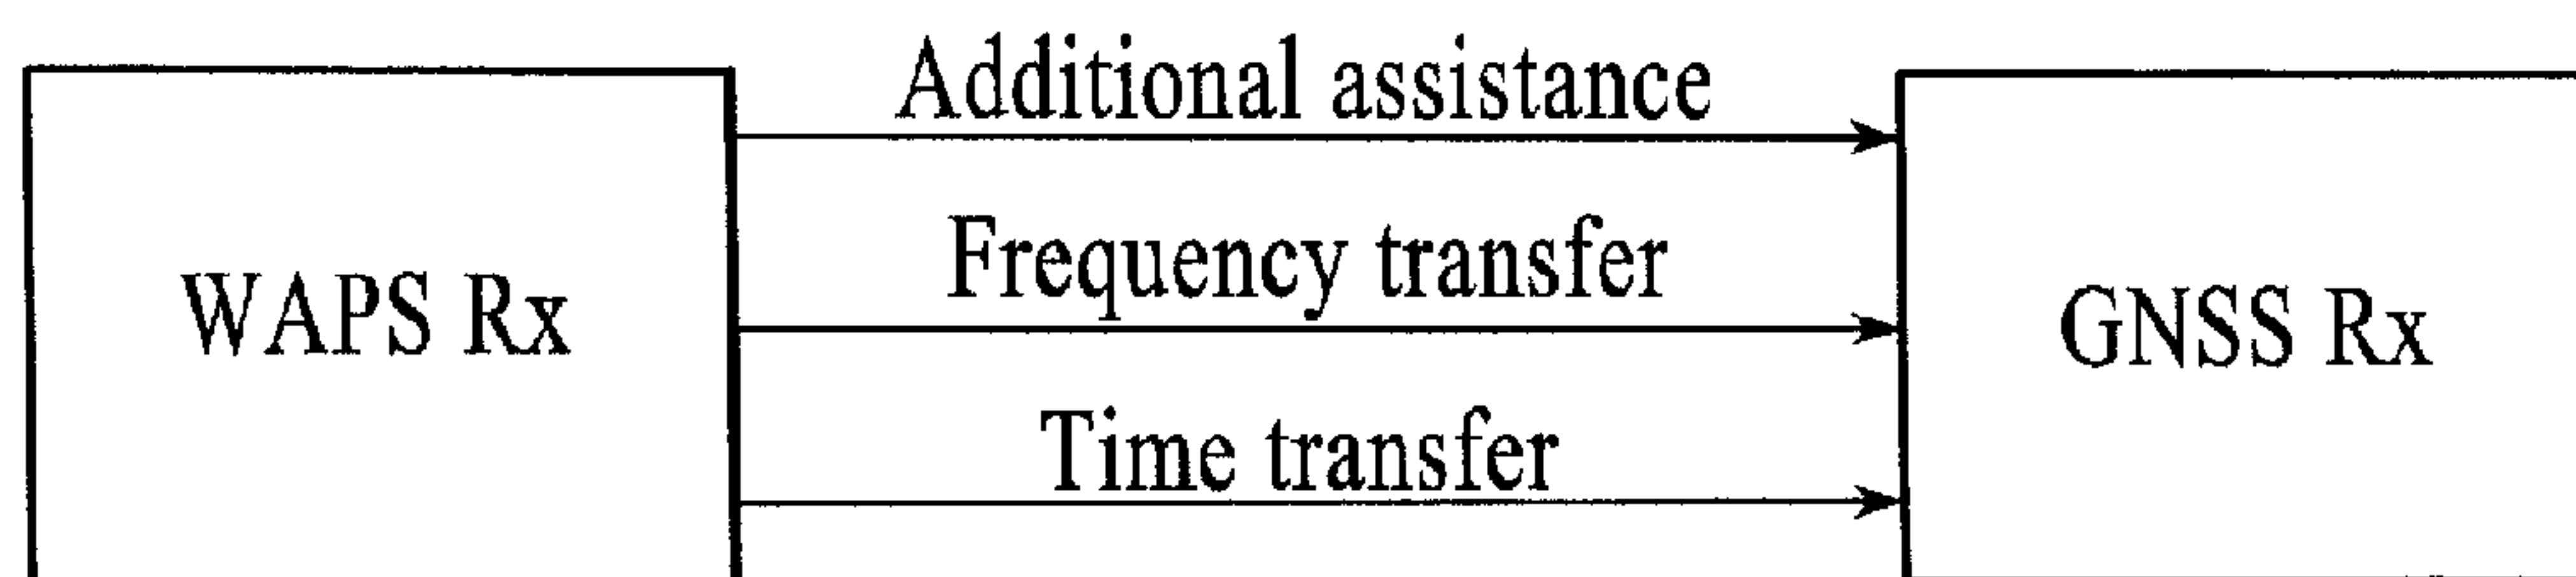 Additional assistance
Frequency transfer
WAPS Rx
GNSS Rx
Time transfer